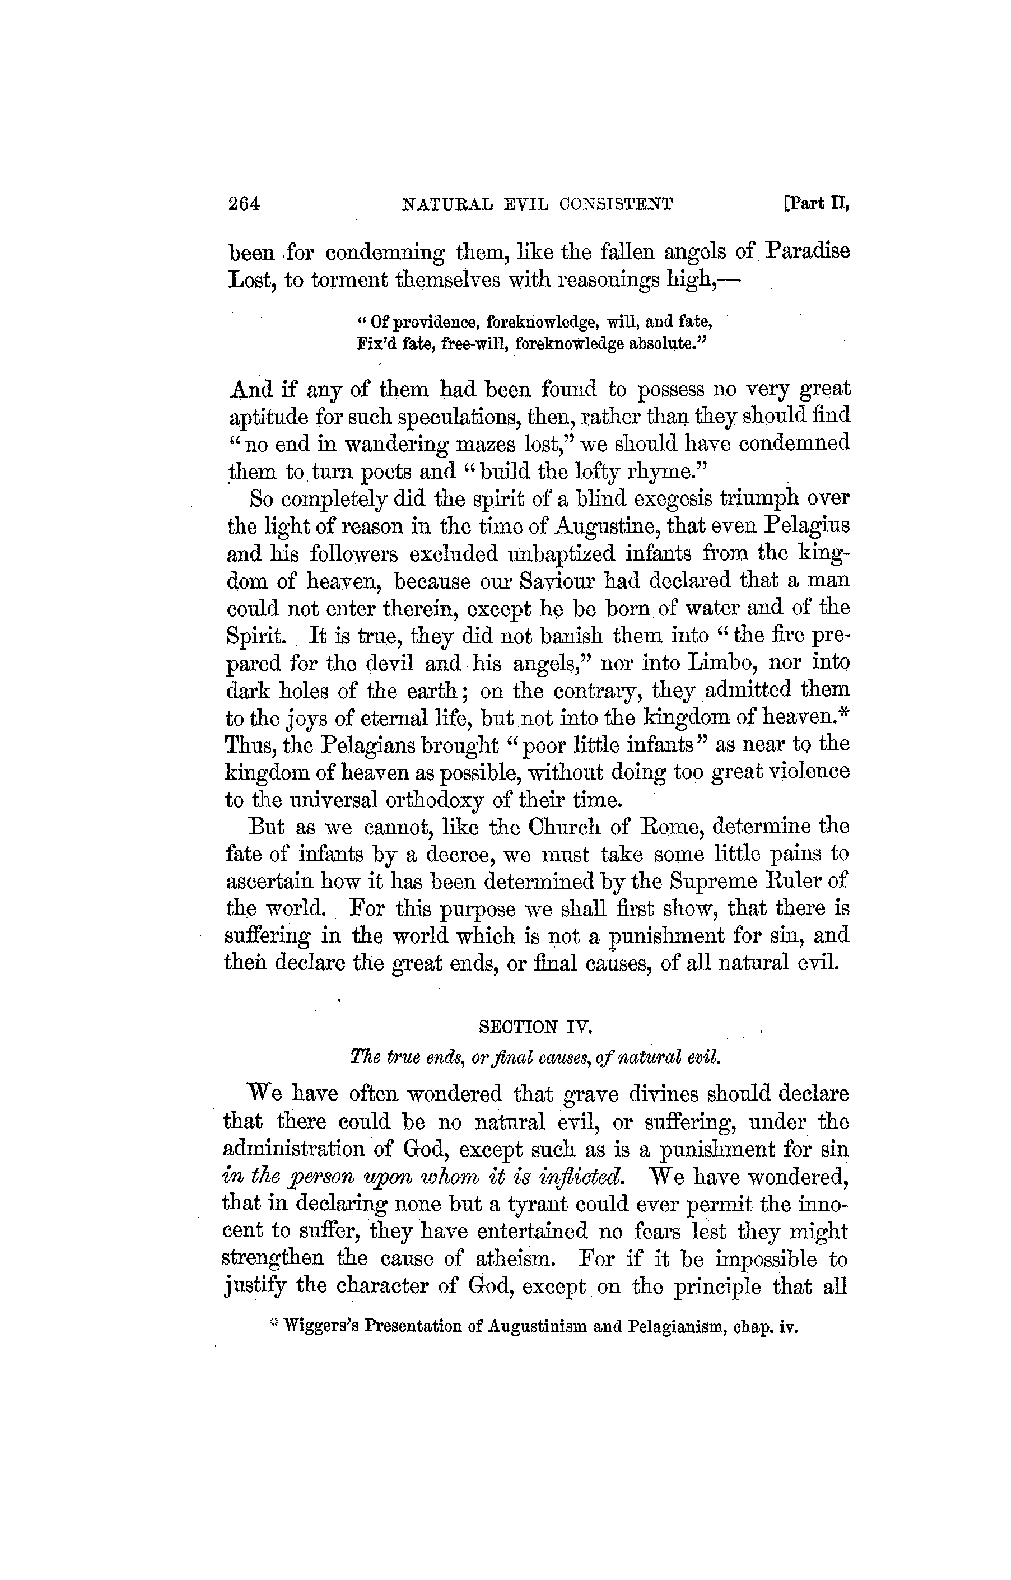 264 NATURAL EVIL CONSISTENT [Part II,
been for condemning them, like the fallen angels of Paradise
Lost, to torment themselves with reasonings high,—
“Of providence, foreknowledge, will, and fate,
Fix'd fate, free-will, foreknowledge absolute.”
And if any of them had been found to possess no very great
aptitude for such speculations, then, rather than they should find
“no end in wandering mazes lost,” we should have condemned
them to turn poets and “build the lofty rhyme.”
So completely did the spirit of a blind exegesis triumph over
the light of reason in the time of Augustine, that even Pelagius
and his followers excluded unbaptized infants from the king-
dom of heaven, because our Saviour had declared that a man
could not enter therein, except he be born of water and of the
Spirit. It is true, they did not banish them into “the fire pre-
pared for the devil and his angels,” nor into Limbo, nor into
dark holes of the earth; on the contrary, they admitted them
to the joys of eternal life, but not into the kingdom of heaven.*
Thus, the Pelagians brought “poor little infants” as near to the
kingdom of heaven as possible, without doing too great violence
to the universal orthodoxy of their time.
But as we cannot, like the Church of Rome, determine the
fate of infants by a decree, we must take some little pains to
ascertain how it has been determined by the Supreme Ruler of
the world. For this purpose we shall first show, that there is
suffering in the world which is not a punishment for sin, and
then declare the great ends, or final causes, of all natural evil.
SECTION IV.
The true ends, or final causes, of natural evil.
We have often wondered that grave divines should declare
that there could be no natural evil, or suffering, under the
administration of God, except such as is a punishment for sin
in the person upon whom it is inflicted. We have wondered,
that in declaring none but a tyrant could ever permit the inno-
cent to suffer, they have entertained no fears lest they might
strengthen the cause of atheism. For if it be impossible to
justify the character of God, except on the principle that all
* Wiggers's Presentation of Augustinism and Pelagianism, chap. iv.